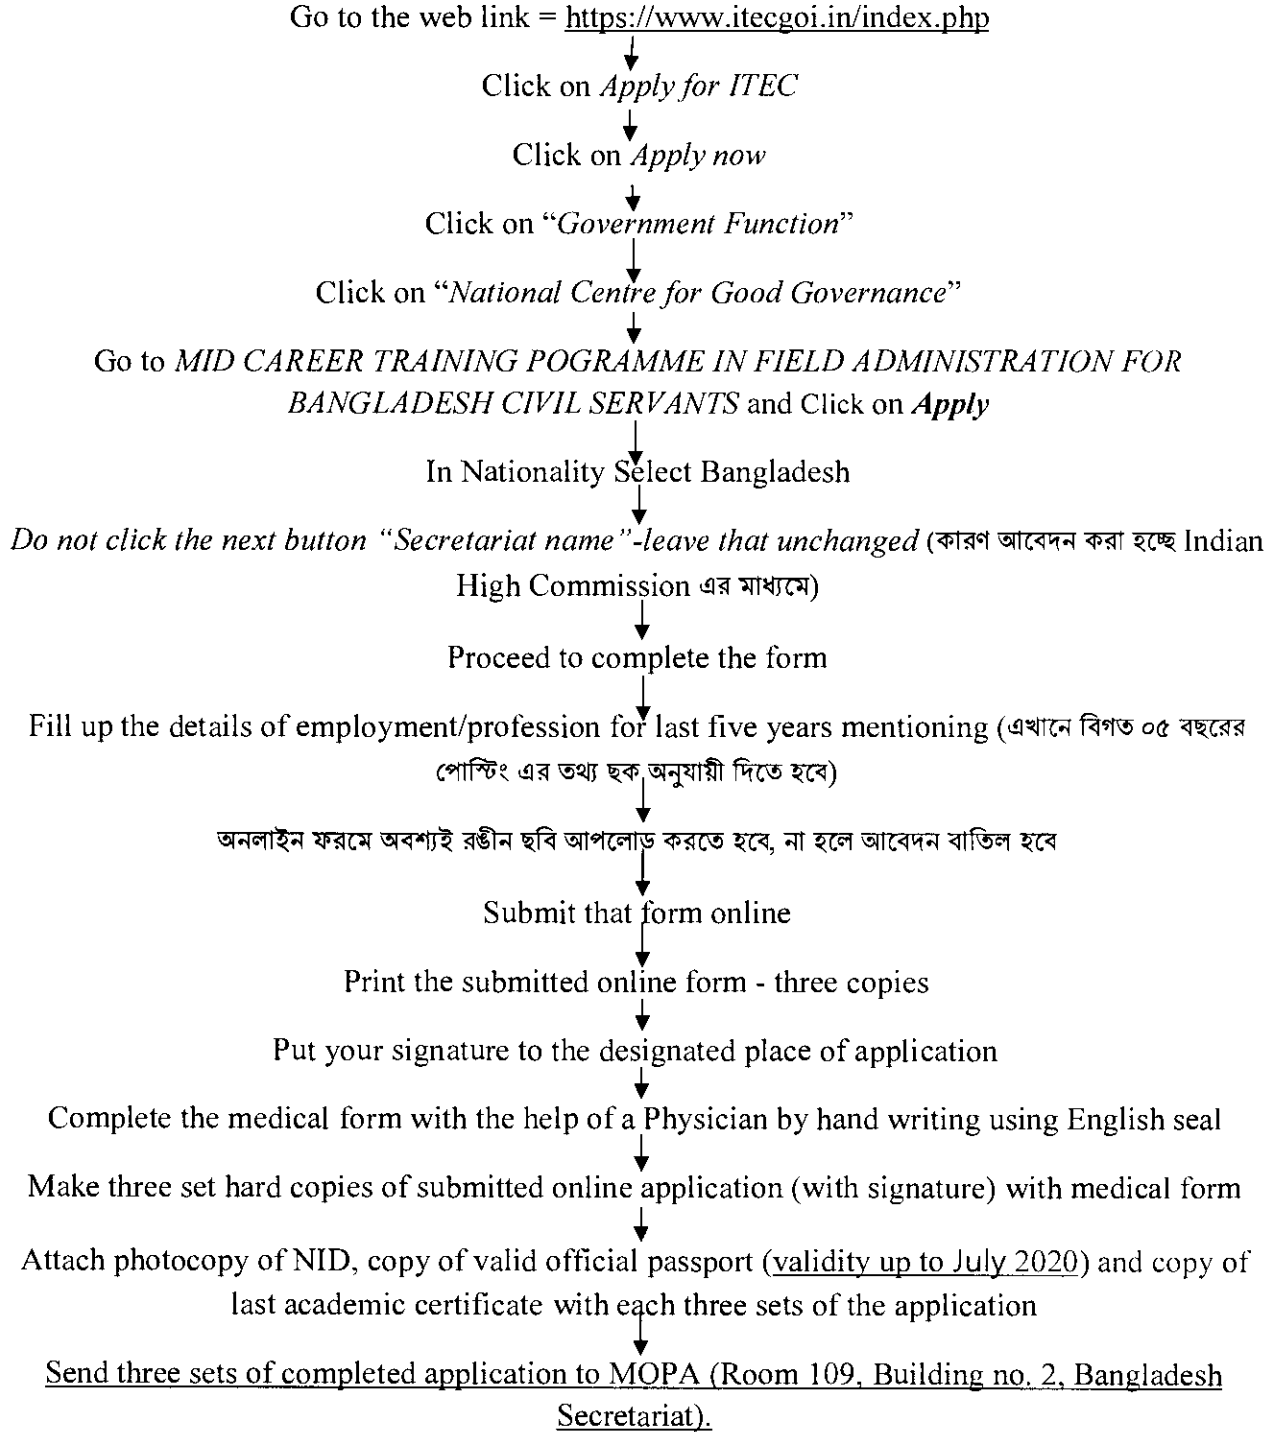 Go to the web link = https://www.itecgoi.in/index.php
Click on Apply for ITEC
Click on Apply now
Click on “Government Function”
Click on “National Centre for Good Governance”
Go to MID CAREER TRAINING POGRAMME IN FIELD ADMINISTRATION FOR
BANGLADESH CIVIL SERVANTS and Click on Apply
In Nationality Select Bangladesh
Do not click the next button “Secretariat name”-leave that unchanged (কারণ আবেদন করা হচ্ছে Indian
High Commission এর মাধ্যমে)
Proceed to complete the form
Fill up the details of employment/profession for last five years mentioning (এখানে বিগত ০৫ বছরের
পোস্টিং এর তথ্য ছক অনুযায়ী দিতে হবে)
অনলাইন ফরমে অবশ্যই রঙীন ছবি আপলোড করতে হবে, না হলে আবেদন বাতিল হবে
Submit that form online
Print the submitted online form - three copies
Put your signature to the designated place of application
Complete the medical form with the help of a Physician by hand writing using English seal
Make three set hard copies of submitted online application (with signature) with medical form
Attach photocopy of NID, copy of valid official passport (validity up to July 2020) and copy of
last academic certificate with each three sets of the application
Send three sets of completed application to MOPA (Room 109, Building no. 2, Bangladesh
Secretariat).